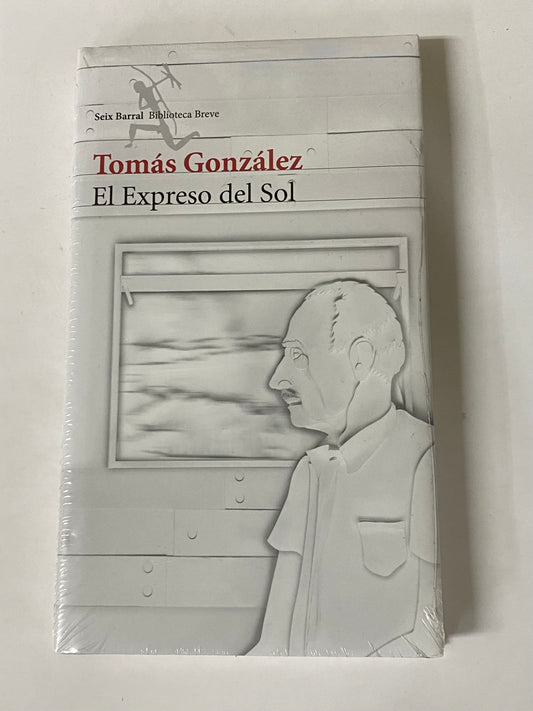 Seix Barral Biblioteca Breve
Tomás González
El Expreso del Sol